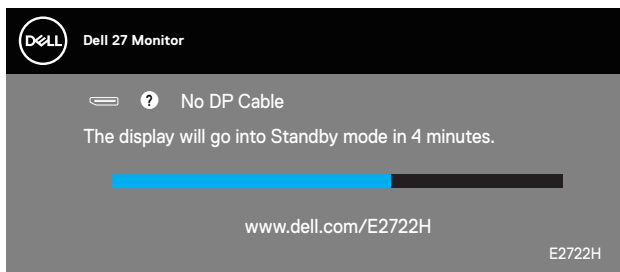 DELL
Dell 27 Monitor
? No DP Cable
The display will go into Standby mode in 4 minutes.
www.dell.com/E2722H
E2722H